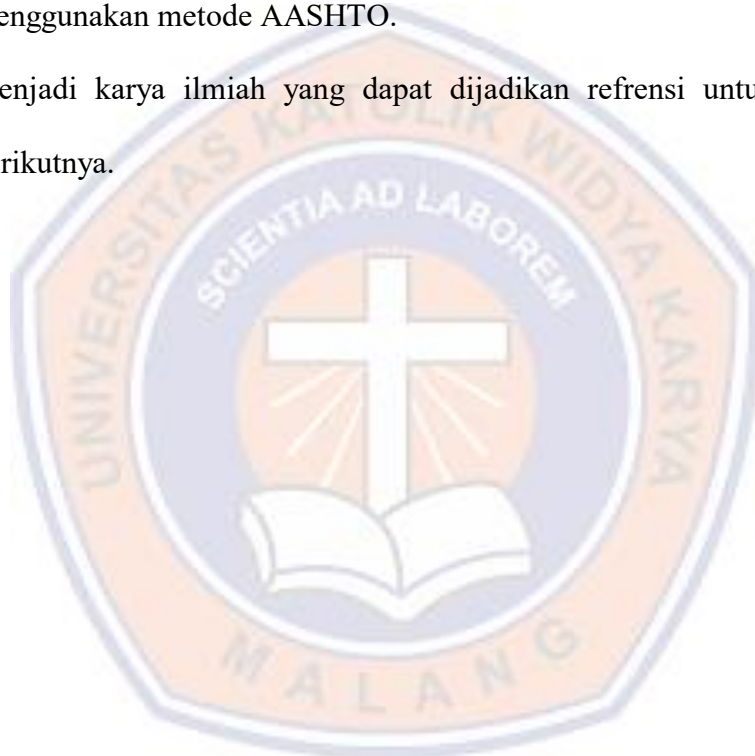 enggunakan metode AASHTO.
enjadi karya ilmiah yang dapat dijadikan refrensi untu
rikutnya.
UNIVERSITAS KATOLIK WIDYA KARYA
SCIENTIA AD LABOREM
MALANG